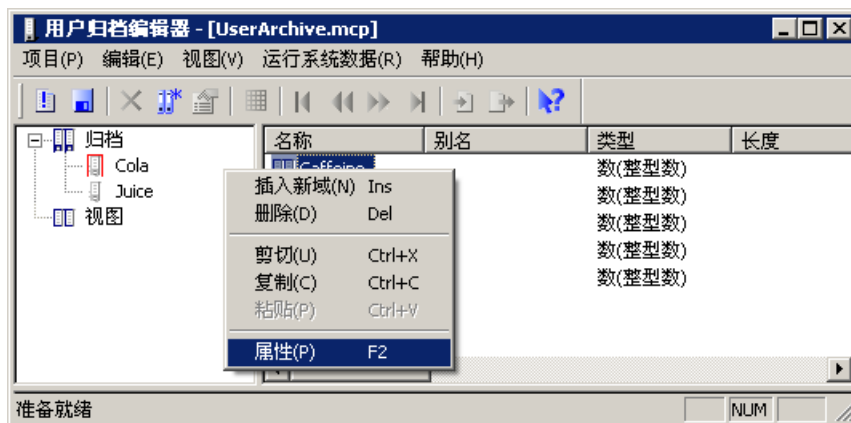 用户归档编辑器 - [UserArchive.mcp]
项目(P) 编辑(E) 视图(V) 运行系统数据(R) 帮助(H)
归档
Cola
Juice
视图
名称 别名 类型 长度
Caffeine
数(整型数)
数(整型数)
数(整型数)
数(整型数)
数(整型数)
插入新域(N) Ins
删除(D) Del
剪切(U) Ctrl+X
复制(C) Ctrl+C
粘贴(P) Ctrl+V
属性(P) F2
准备就绪 NUM